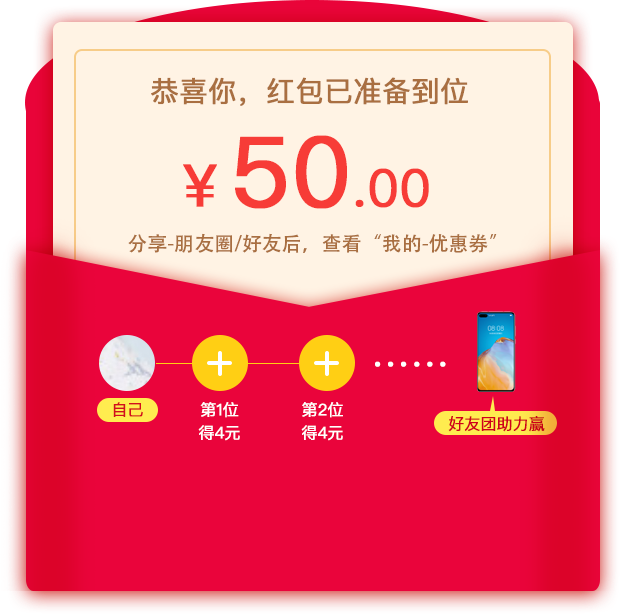 恭喜你，红包已准备到位
¥50.00
分享-朋友圈/好友后，查看“我的-优惠券”
08:08
自己
第1位
得4元
第2位
得4元
好友团助力赢